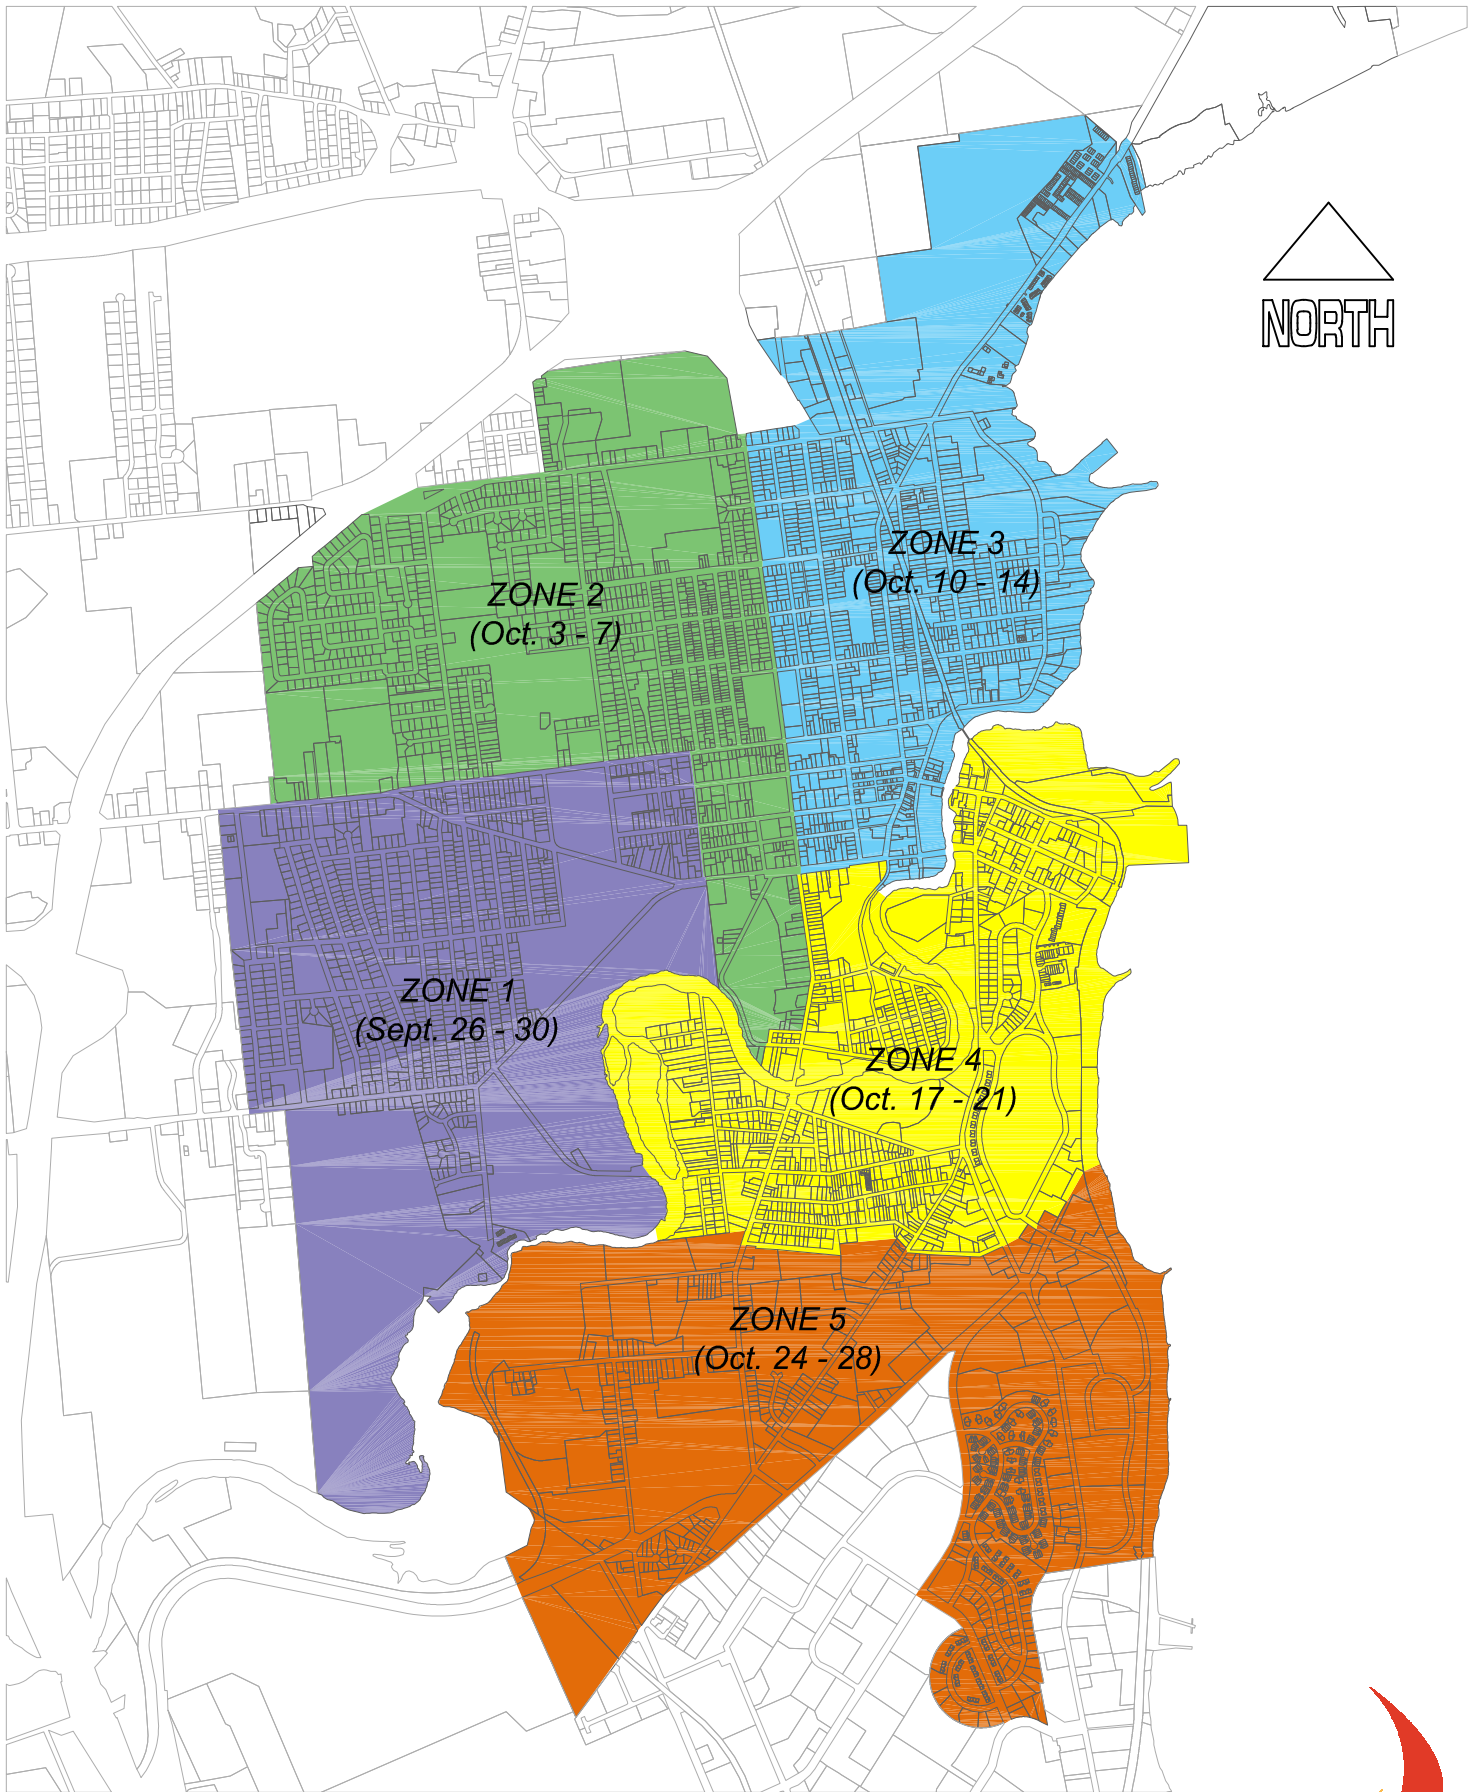 NORTH
ZONE 3
(Oct. 10 - 14)
ZONE 2
(Oct. 3 - 7)
ZONE 1
(Sept. 26 - 30)
ZONE 4
(Oct. 17 - 21)
ZONE 5
(Oct. 24 - 28)